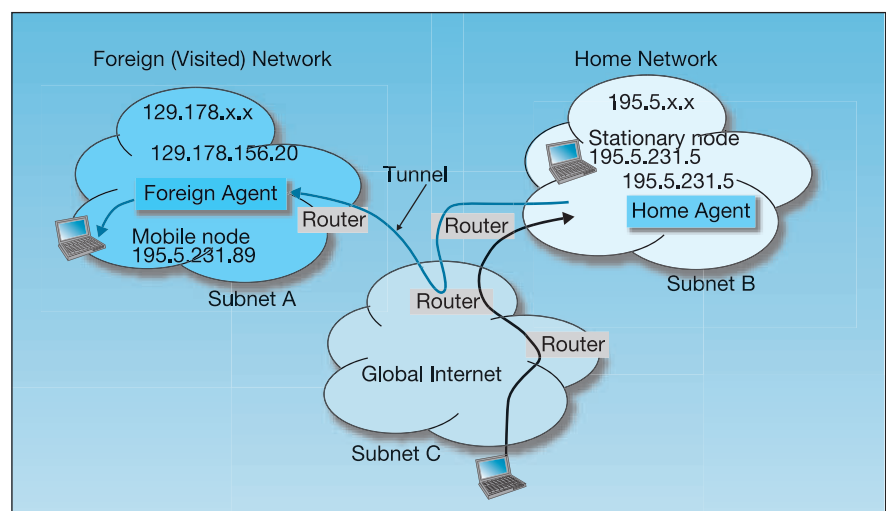 Foreign (Visited) Network
Home Network
129.178.x.x
129.178.156.20
Foreign Agent
Mobile node
195.5.231.89
Subnet A
Router
Tunnel
Router
195.5.x.x
Stationary node
195.5.231.5
195.5.231.5
Home Agent
Subnet B
Router
Router
Global Internet
Subnet C